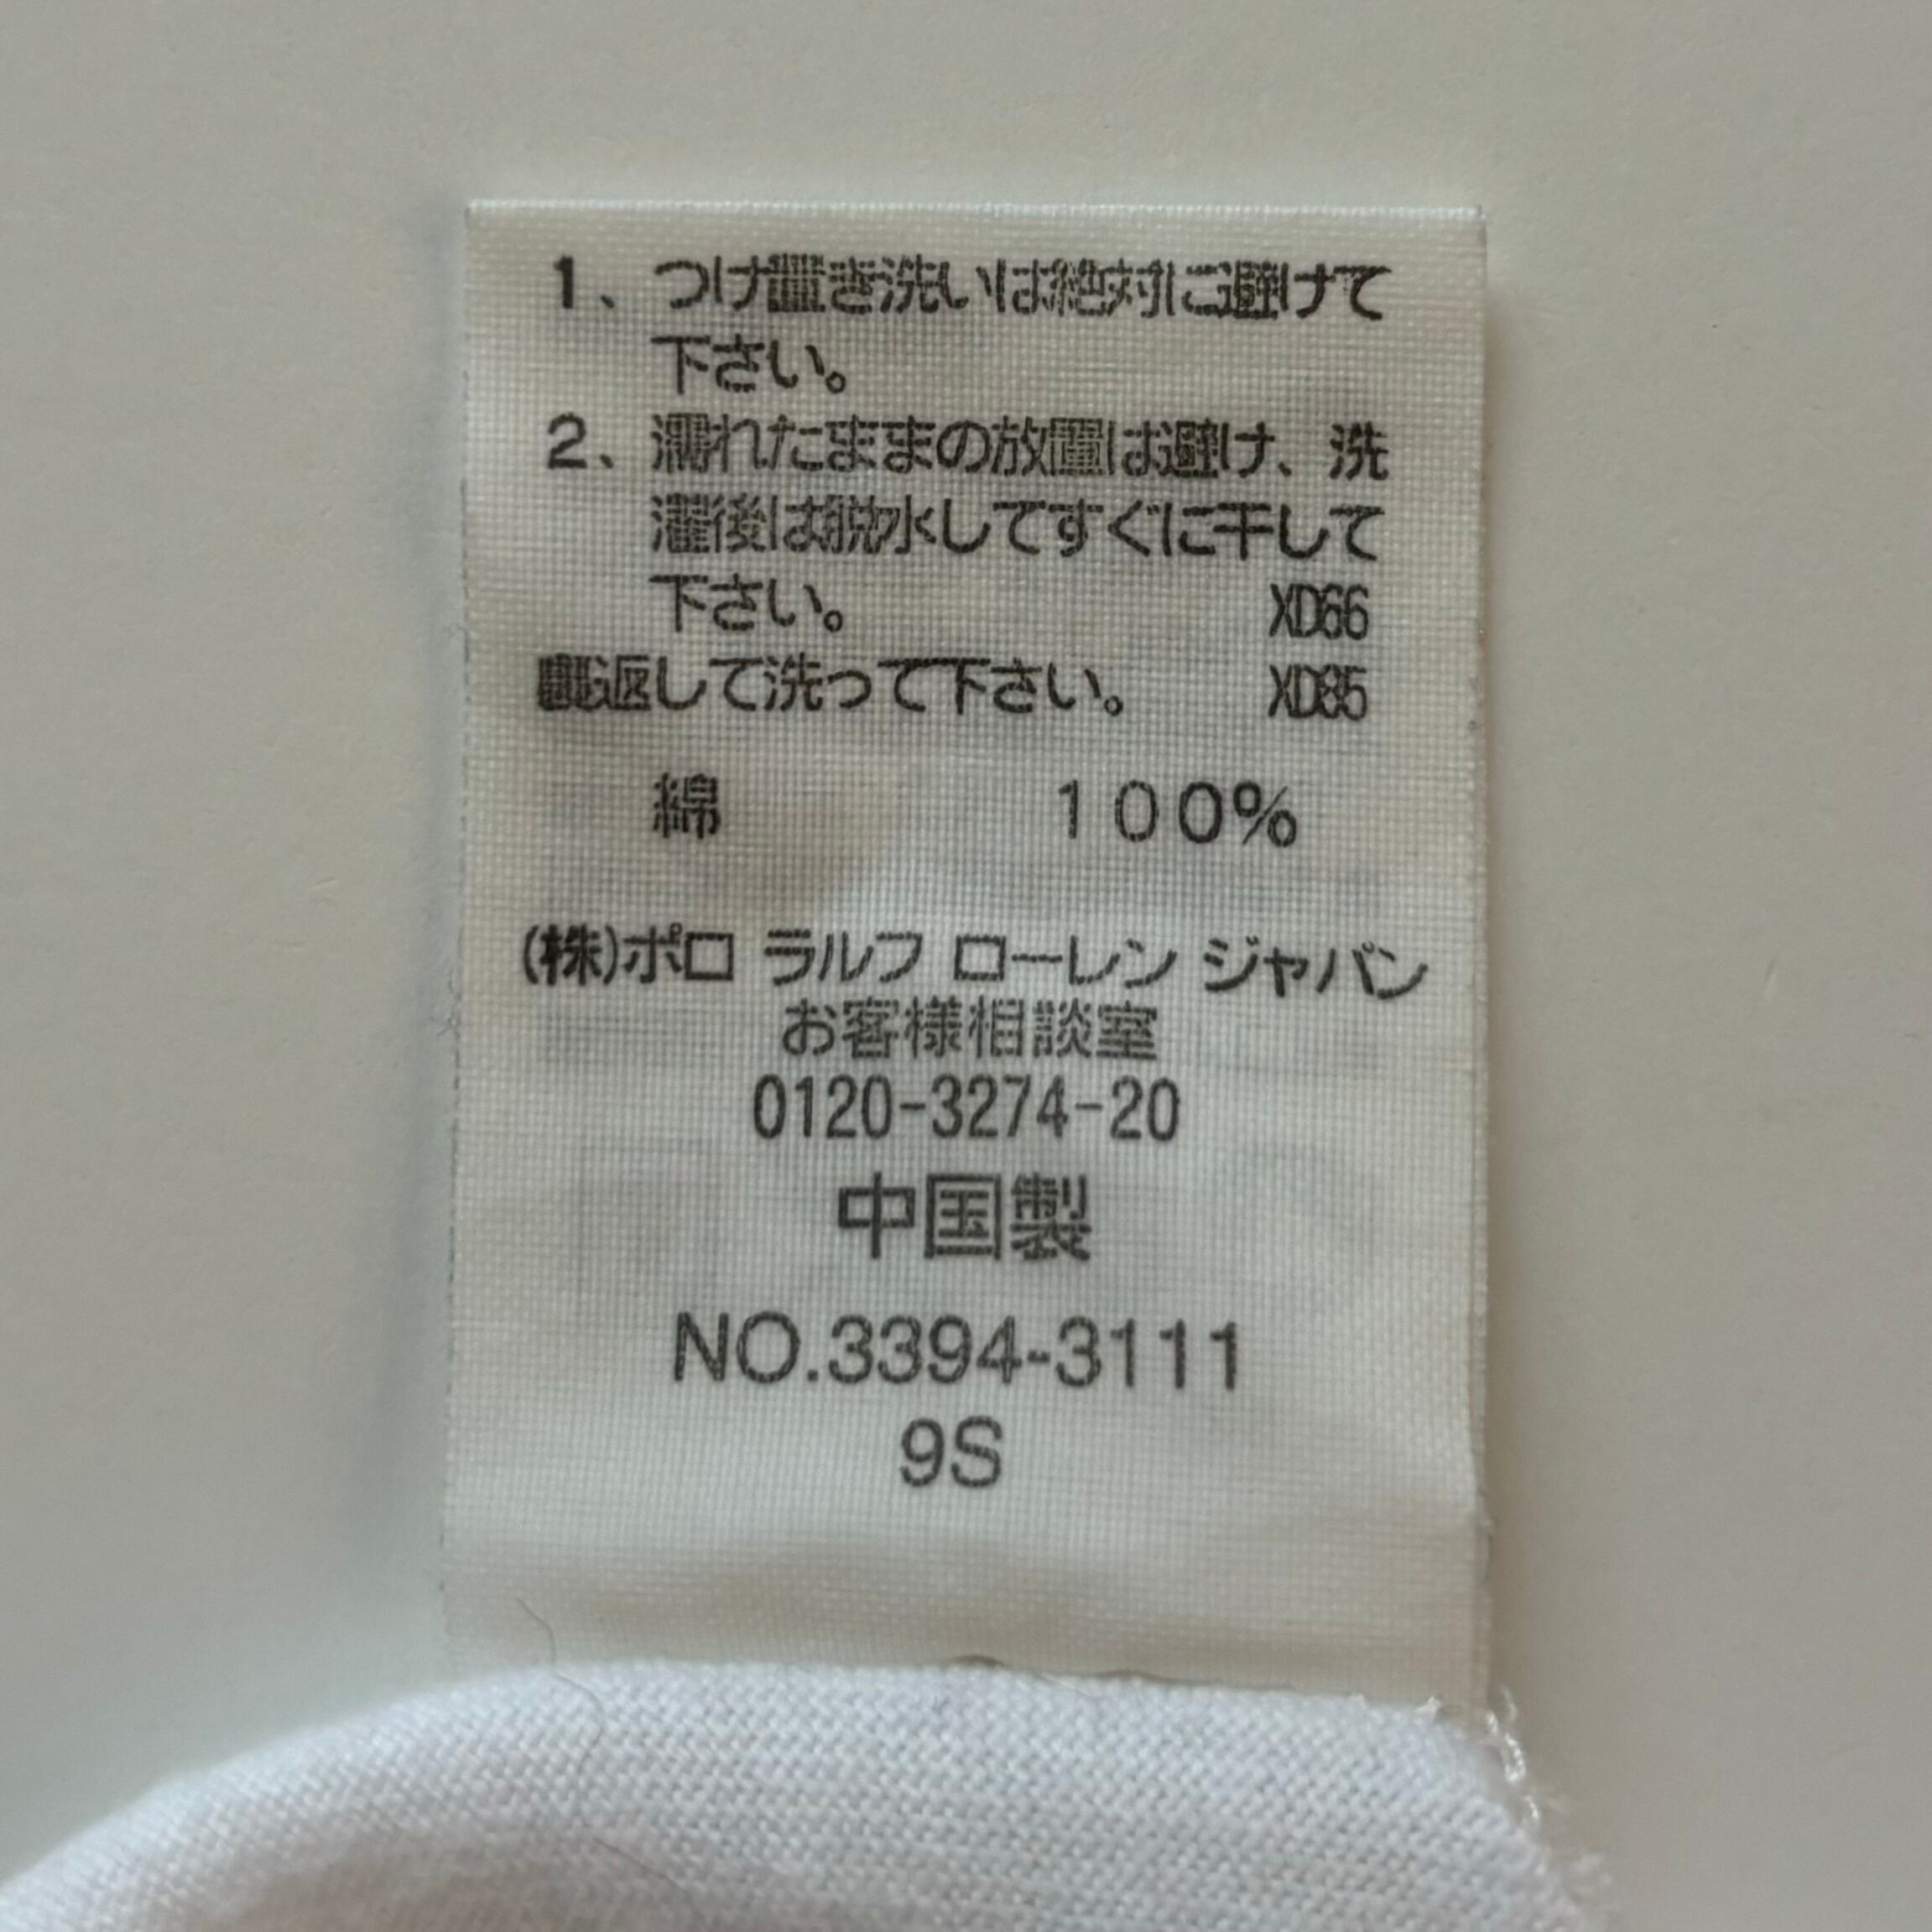 1、つけ置き洗いは絶対に避けて
下さい。
2、濡れたままの放置は避け、洗
濯後は脱水してすぐに干して
下さい。 XD66
裏返して洗って下さい。 XD85
綿 100%
(株)ポロ ラルフ ローレン ジャパン
お客様相談室
0120-3274-20
中国製
NO.3394-3111
9S